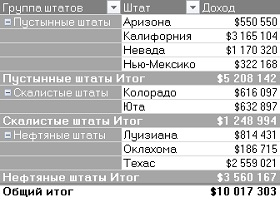 Группа штатов Штат Доход
Пустынные штаты Аризона $550 550
Калифорния $3 165 104
Невада $1 170 320
Нью-Мексико $322 168
Пустынные штаты Итог $5 208 142
Скалистые штаты Колорадо $616 097
Юта $632 897
Скалистые штаты Итог $1 248 994
Нефтяные штаты Луизиана $814 431
Оклахома $186 715
Техас $2 559 021
Нефтяные штаты Итог $3 560 167
Общий итог $10 017 303